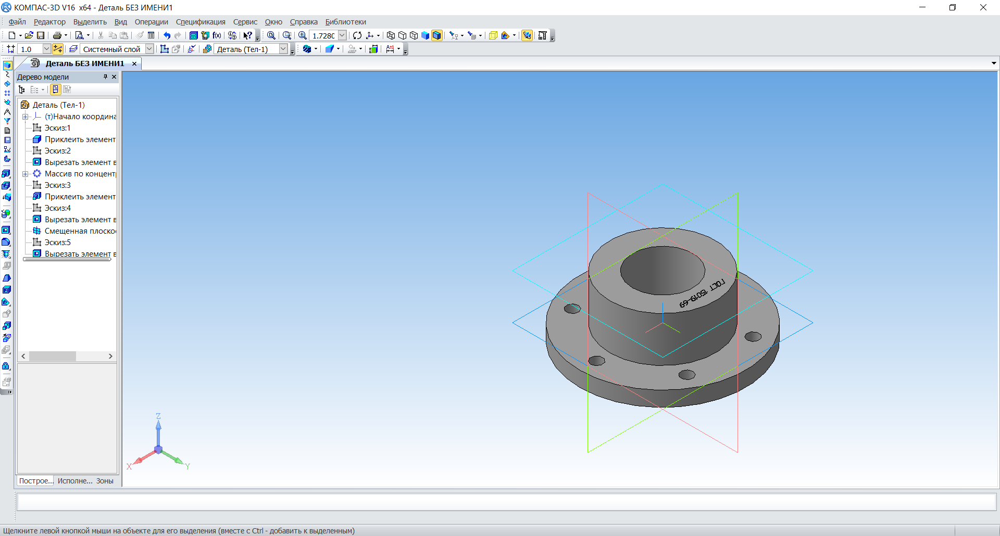 КОМПАС-3D V16 x64 - Деталь БЕЗ ИМЕНИ1
Файл Редактор Выделить Вид Операции Спецификация Сервис Окно Справка Библиотеки
f(x) 1.728
1.0 Системный слой Деталь (Тел-1)
Деталь БЕЗ ИМЕНИ1
Дерево модели
Деталь (Тел-1)
(т)Начало координа
Эскиз:1
Приклеить элемент
Эскиз:2
Вырезать элемент в
Массив по концент
Эскиз:3
Приклеить элемент
Эскиз:4
Вырезать элемент в
Смещенная плоско
Эскиз:5
Вырезать элемент в
ГОСТ 15019-69
Z
X
Y
Построе... Исполне... Зоны
Щелкните левой кнопкой мыши на объекте для его выделения (вместе с Ctrl - добавить к выделенным)